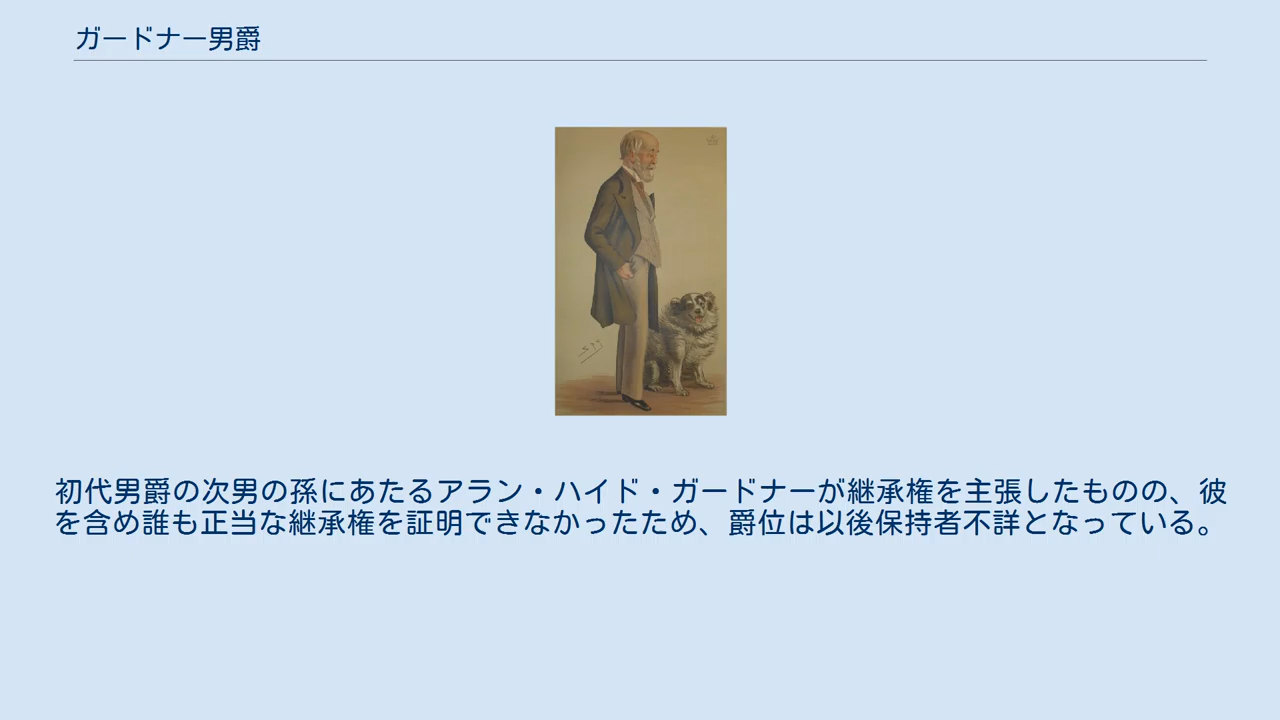 ガードナー男爵
初代男爵の次男の孫にあたるアラン・ハイド・ガードナーが継承権を主張したものの、彼
を含め誰も正当な継承権を証明できなかったため、爵位は以後保持者不詳となっている。